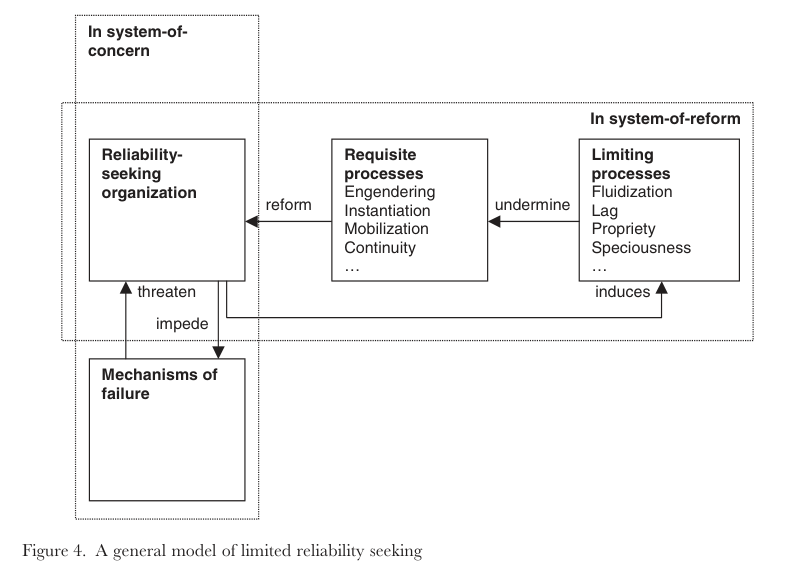 In system-of-
concern
In system-of-reform
Reliability-
seeking
organization
reform
Requisite
processes
Engendering
Instantiation
Mobilization
Continuity
…
undermine
Limiting
processes
Fluidization
Lag
Propriety
Speciousness
…
threaten
induces
impede
Mechanisms of
failure
Figure 4. A general model of limited reliability seeking